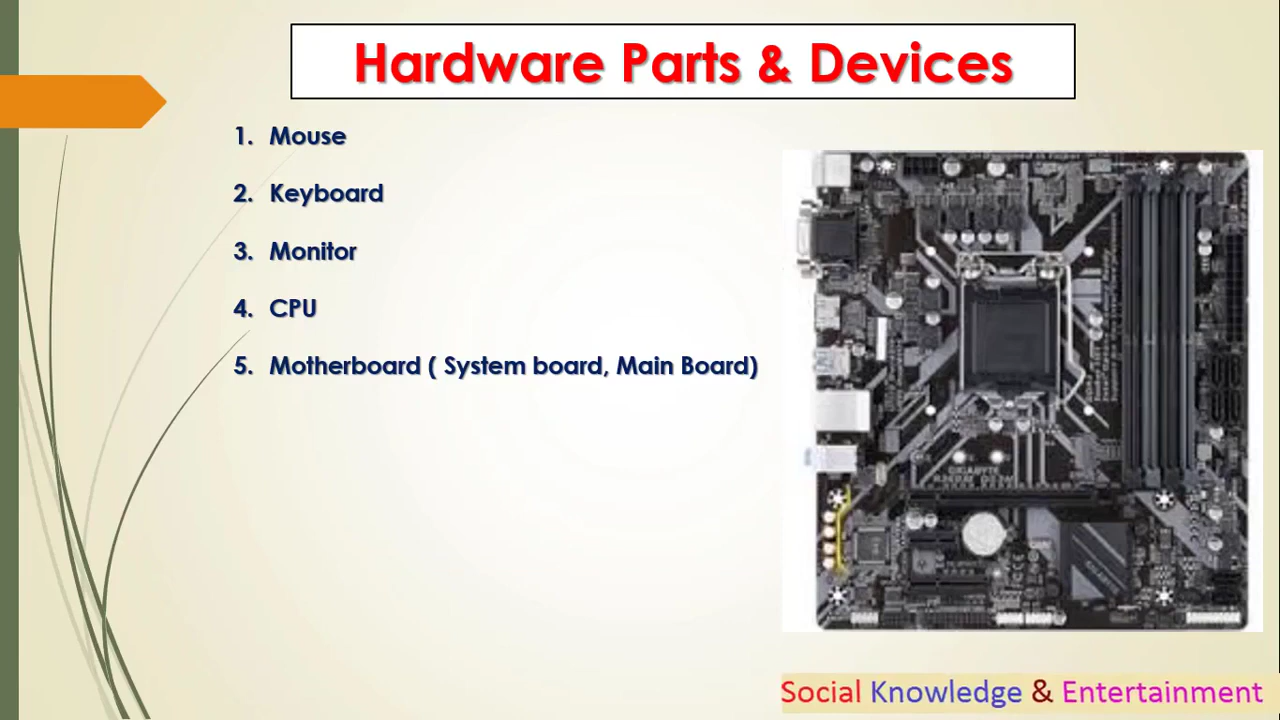 Hardware Parts & Devices
1. Mouse
2. Keyboard
3. Monitor
4. CPU
5. Motherboard ( System board, Main Board)
GIGABYTE
Social Knowledge & Entertainment